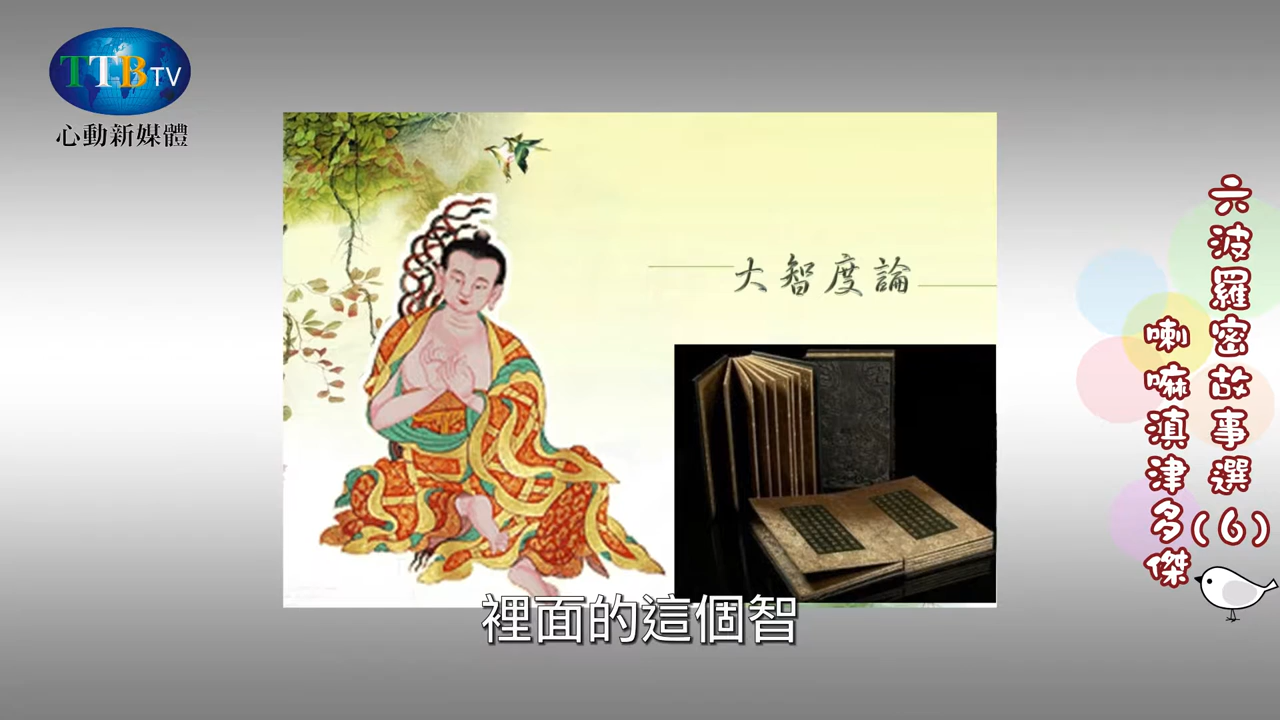 TTBTV
心動新媒體
大智度論
六波羅密故事選(6)
喇嘛滇津多傑
裡面的這個智